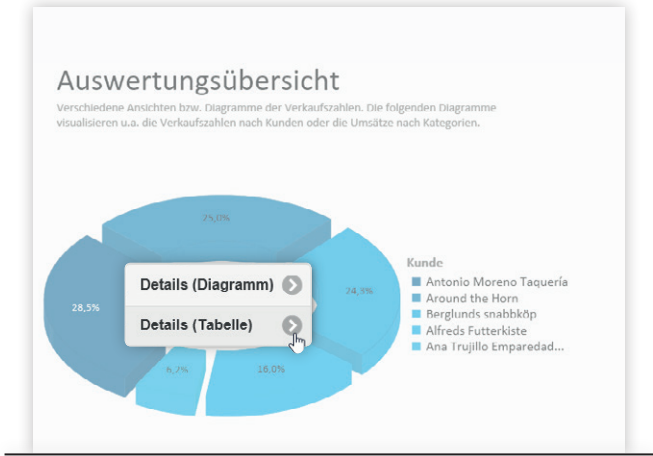 Auswertungsübersicht
Verschiedene Ansichten bzw. Diagramme der Verkaufszahlen. Die folgenden Diagramme
visualisieren u.a. die Verkaufszahlen nach Kunden oder die Umsätze nach Kategorien.
25,0%
Details (Diagramm)
Details (Tabelle)
28,5%
24,3%
16,0%
Kunde
Antonio Moreno Taquería
Around the Horn
Berglunds snabbköp
Alfreds Futterkiste
Ana Trujillo Emparedad...